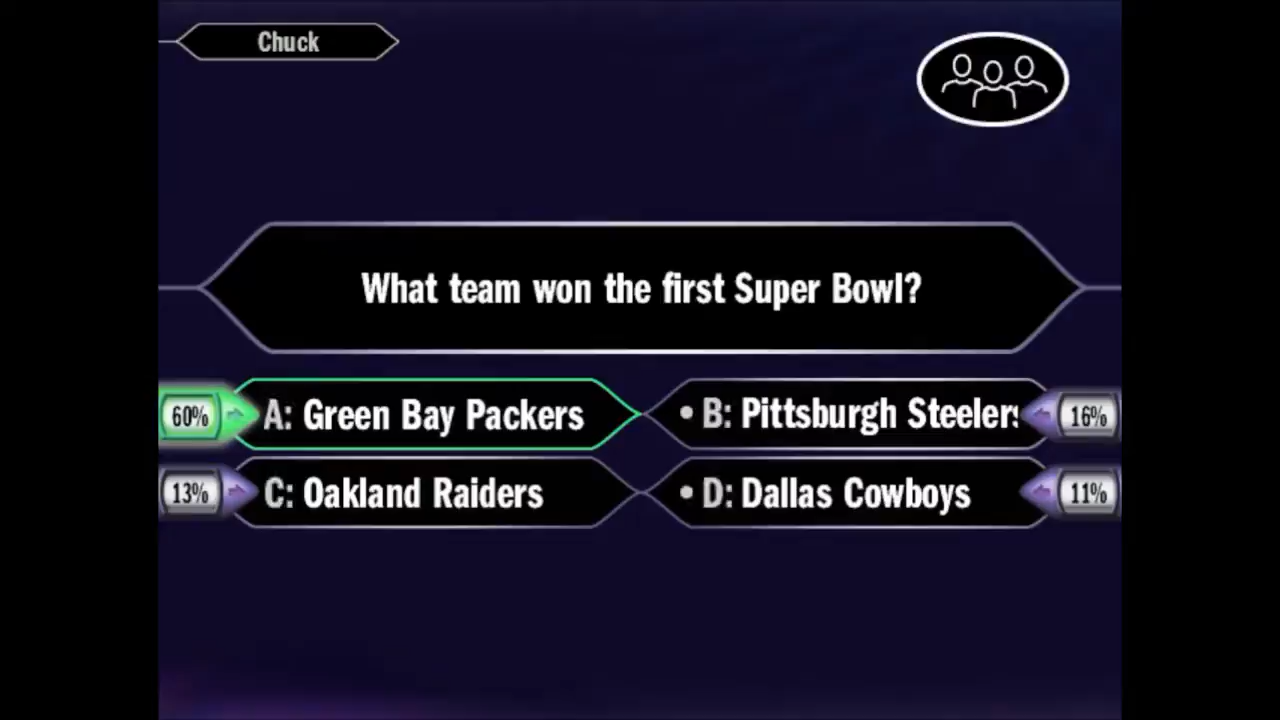 Chuck
What team won the first Super Bowl?
60% A: Green Bay Packers
• B: Pittsburgh Steelers 16%
13% C: Oakland Raiders
• D: Dallas Cowboys 11%